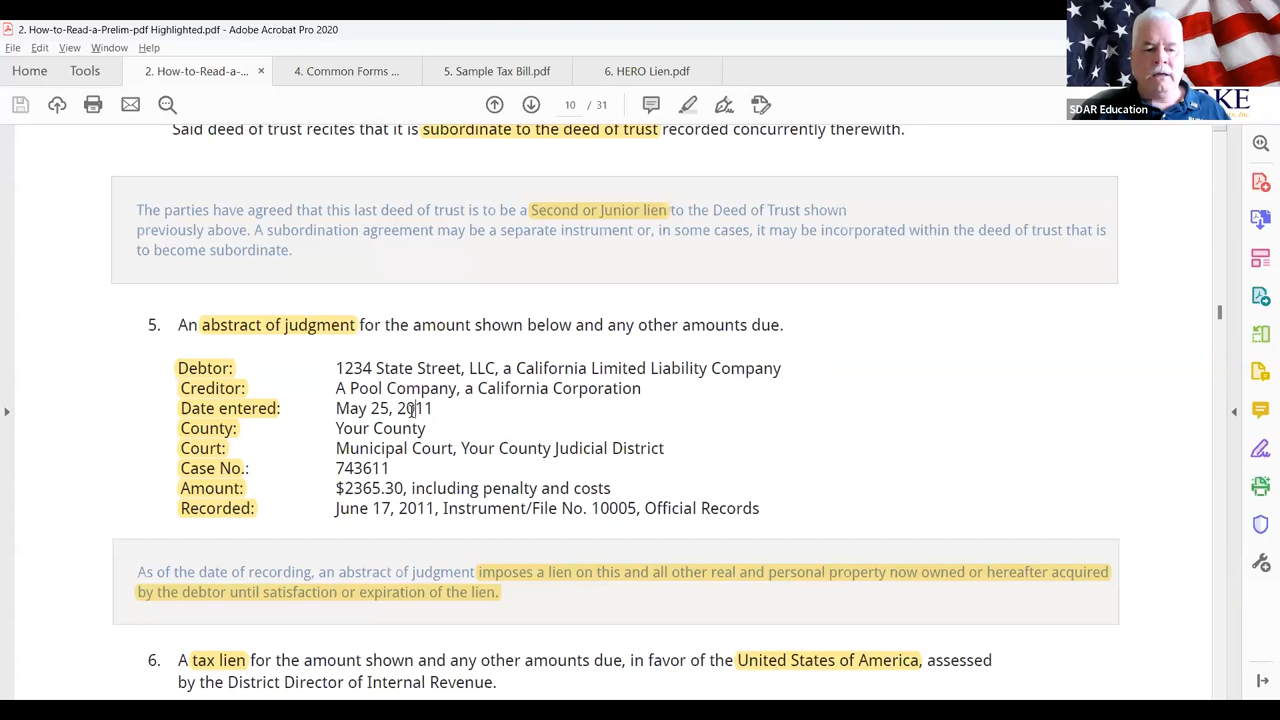 2. How-to-Read-a-Prelim-pdf Highlighted.pdf - Adobe Acrobat Pro 2020
File Edit View Window Help
Home Tools 2. How-to-Read-a-... × 4. Common Forms ... 5. Sample Tax Bill.pdf 6. HERO Lien.pdf
10 / 31
SDAR Education
Said deed of trust recites that it is subordinate to the deed of trust recorded concurrently therewith.
The parties have agreed that this last deed of trust is to be a Second or Junior lien to the Deed of Trust shown
previously above. A subordination agreement may be a separate instrument or, in some cases, it may be incorporated within the deed of trust that is
to become subordinate.
5. An abstract of judgment for the amount shown below and any other amounts due.
Debtor: 1234 State Street, LLC, a California Limited Liability Company
Creditor: A Pool Company, a California Corporation
Date entered: May 25, 2011
County: Your County
Court: Municipal Court, Your County Judicial District
Case No.: 743611
Amount: $2365.30, including penalty and costs
Recorded: June 17, 2011, Instrument/File No. 10005, Official Records
As of the date of recording, an abstract of judgment imposes a lien on this and all other real and personal property now owned or hereafter acquired
by the debtor until satisfaction or expiration of the lien.
6. A tax lien for the amount shown and any other amounts due, in favor of the United States of America, assessed
by the District Director of Internal Revenue.